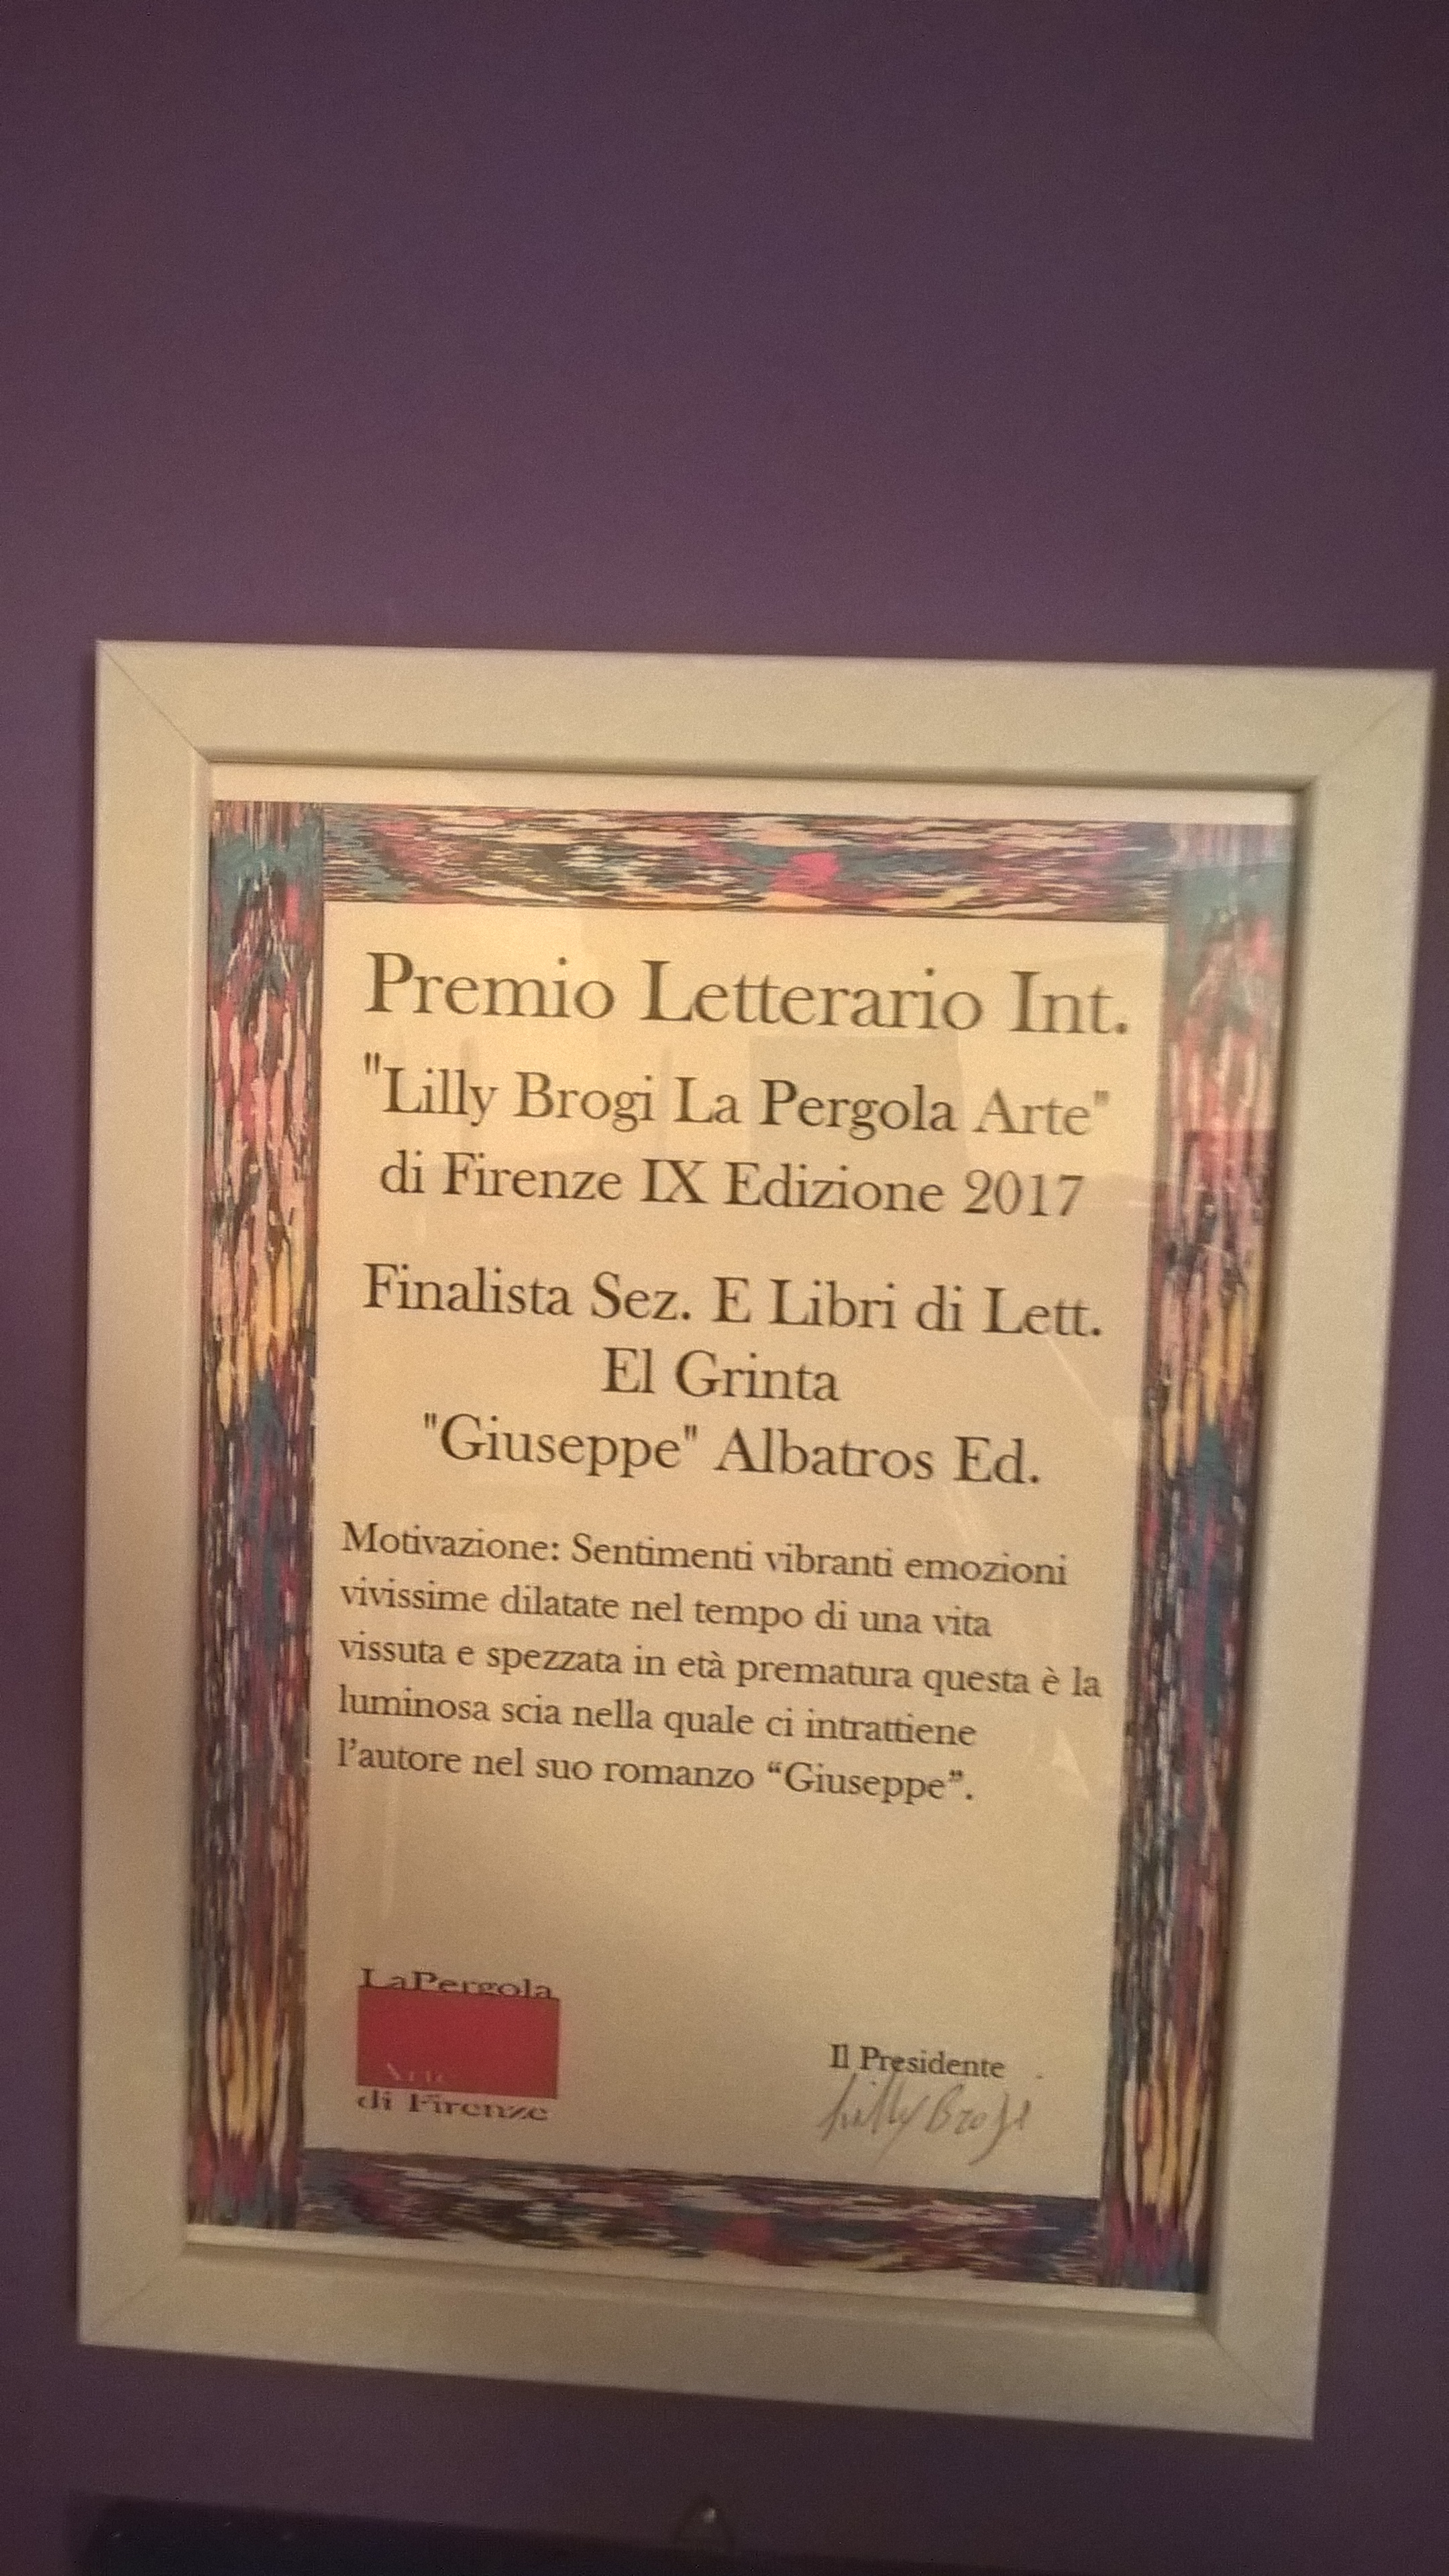 Premio Letterario Int.
"Lilly Brogi La Pergola Arte"
di Firenze IX Edizione 2017
Finalista Sez. E Libri di Lett.
El Grinta
"Giuseppe" Albatros Ed.
Motivazione: Sentimenti vibranti emozioni
vivissime dilatate nel tempo di una vita
vissuta e spezzata in età prematura questa è la
luminosa scia nella quale ci intrattiene
l’autore nel suo romanzo “Giuseppe”.
LaPergola
Arte
di Firenze
Il Presidente
Lilly Brogi